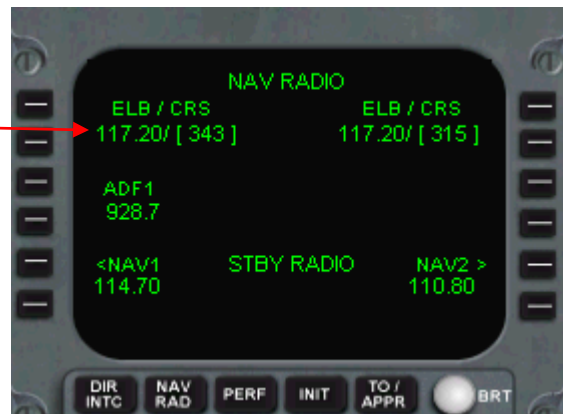 NAV RADIO
ELB / CRS ELB / CRS
117.20/ [ 343 ] 117.20/ [ 315 ]
ADF1
928.7
<NAV1 STBY RADIO NAV2 >
114.70 110.80
DIR INTC NAV RAD PERF INIT TO / APPR BRT